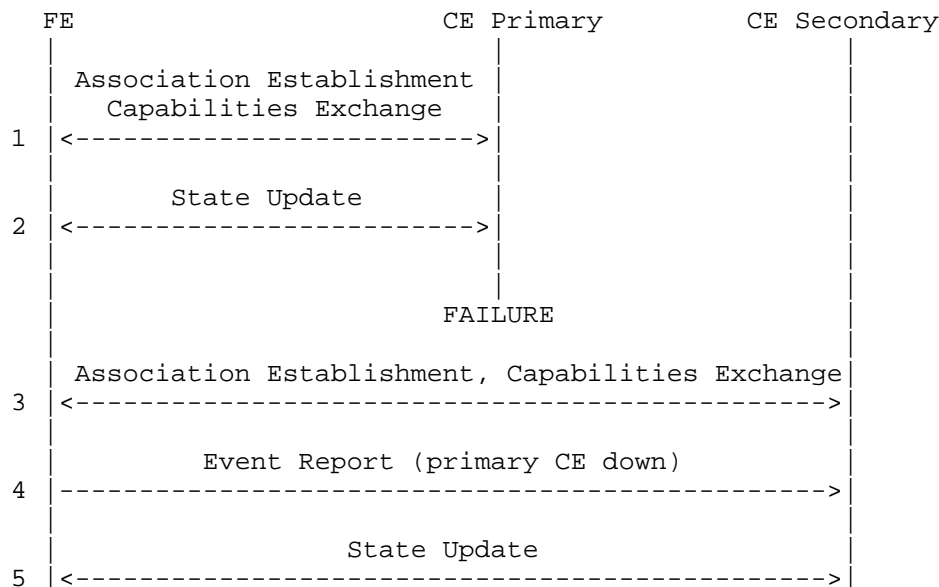 FE CE Primary CE Secondary
Association Establishment
Capabilities Exchange
1
State Update
2
FAILURE
Association Establishment, Capabilities Exchange
3
Event Report (primary CE down)
4
State Update
5